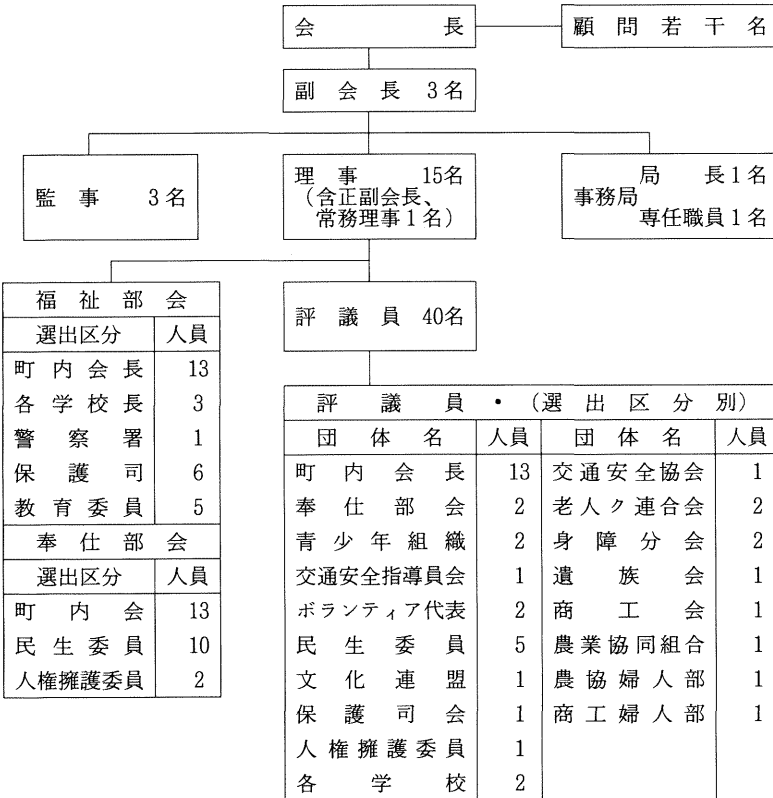 会長
顧問若干名
副会長 3名
監事 3名
理事 15名
(含正副会長、
常務理事1名)
局長1名
事務局
専任職員1名
福祉部会
選出区分 人員
町内会長 13
各学校長 3
警察署 1
保護司 6
教育委員 5
奉仕部会
選出区分 人員
町内会 13
民生委員 10
人権擁護委員 2
評議員 40名
評議員・(選出区分別)
団体名 人員 団体名 人員
町内会長 13 交通安全協会 1
奉仕部会 2 老人ク連合会 2
青少年組織 2 身障分会 2
交通安全指導員会 1 遺族会 1
ボランティア代表 2 商工会 1
民生委員 5 農業協同組合 1
文化連盟 1 農協婦人部 1
保護司会 1 商工婦人部 1
人権擁護委員 1
各学校 2